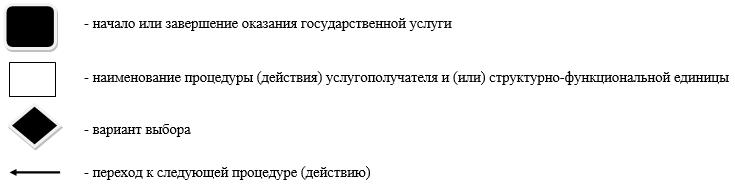 - начало или завершение оказания государственной услуги
- наименование процедуры (действия) услугополучателя и (или) структурно-функциональной единицы
- вариант выбора
- переход к следующей процедуре (действию)